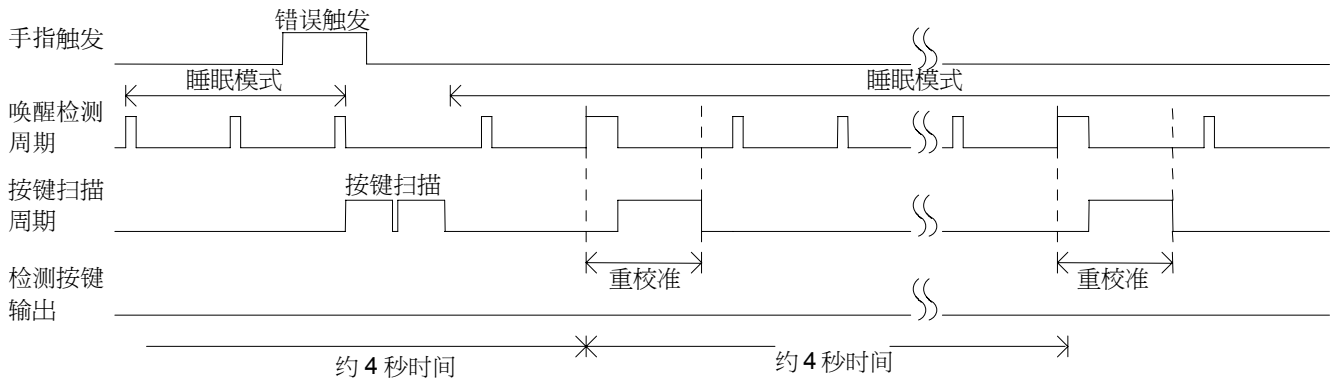 错误触发
手指触发
睡眠模式
睡眠模式
唤醒检测
周期
按键扫描
按键扫描
周期
重校准
重校准
检测按键
输出
约 4 秒时间
约 4 秒时间